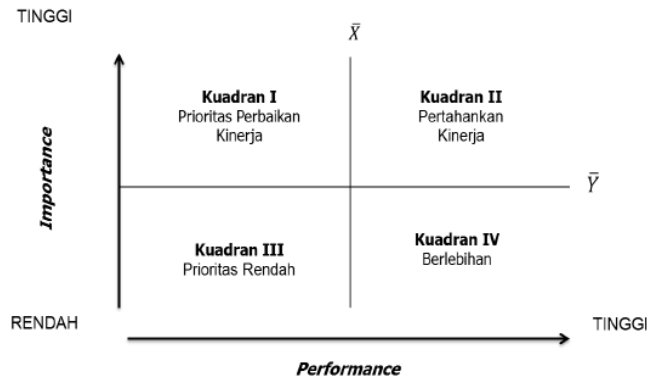 TINGGI
X̄
Kuadran I
Prioritas Perbaikan
Kinerja
Kuadran II
Pertahankan
Kinerja
Importance
Ȳ
Kuadran III
Prioritas Rendah
Kuadran IV
Berlebihan
RENDAH
TINGGI
Performance